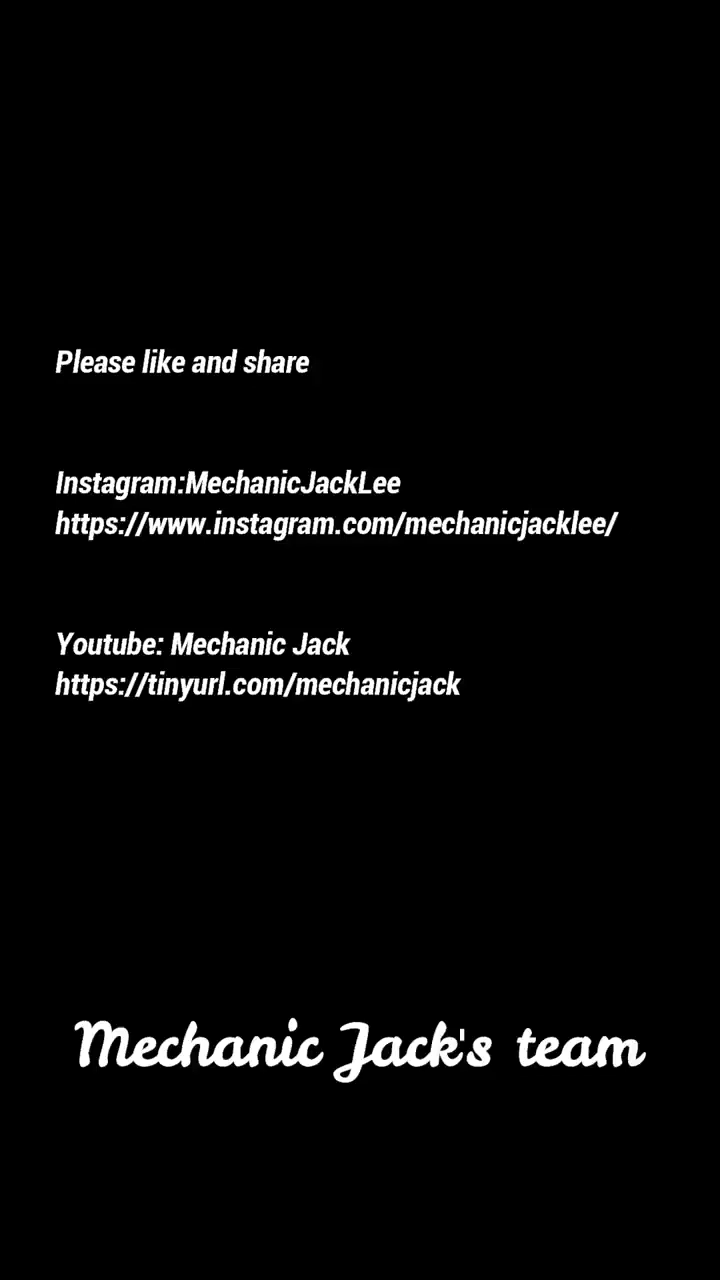 Please like and share
Instagram:MechanicJackLee
https://www.instagram.com/mechanicjacklee/
Youtube: Mechanic Jack
https://tinyurl.com/mechanicjack
Mechanic Jack's team